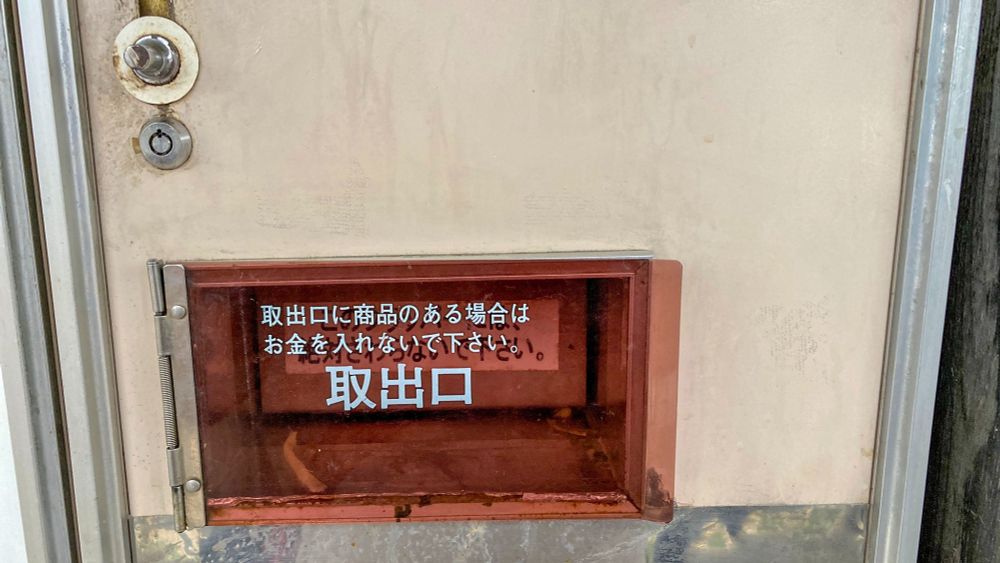 取出口に商品のある場合は
お金を入れないで下さい。
取出口